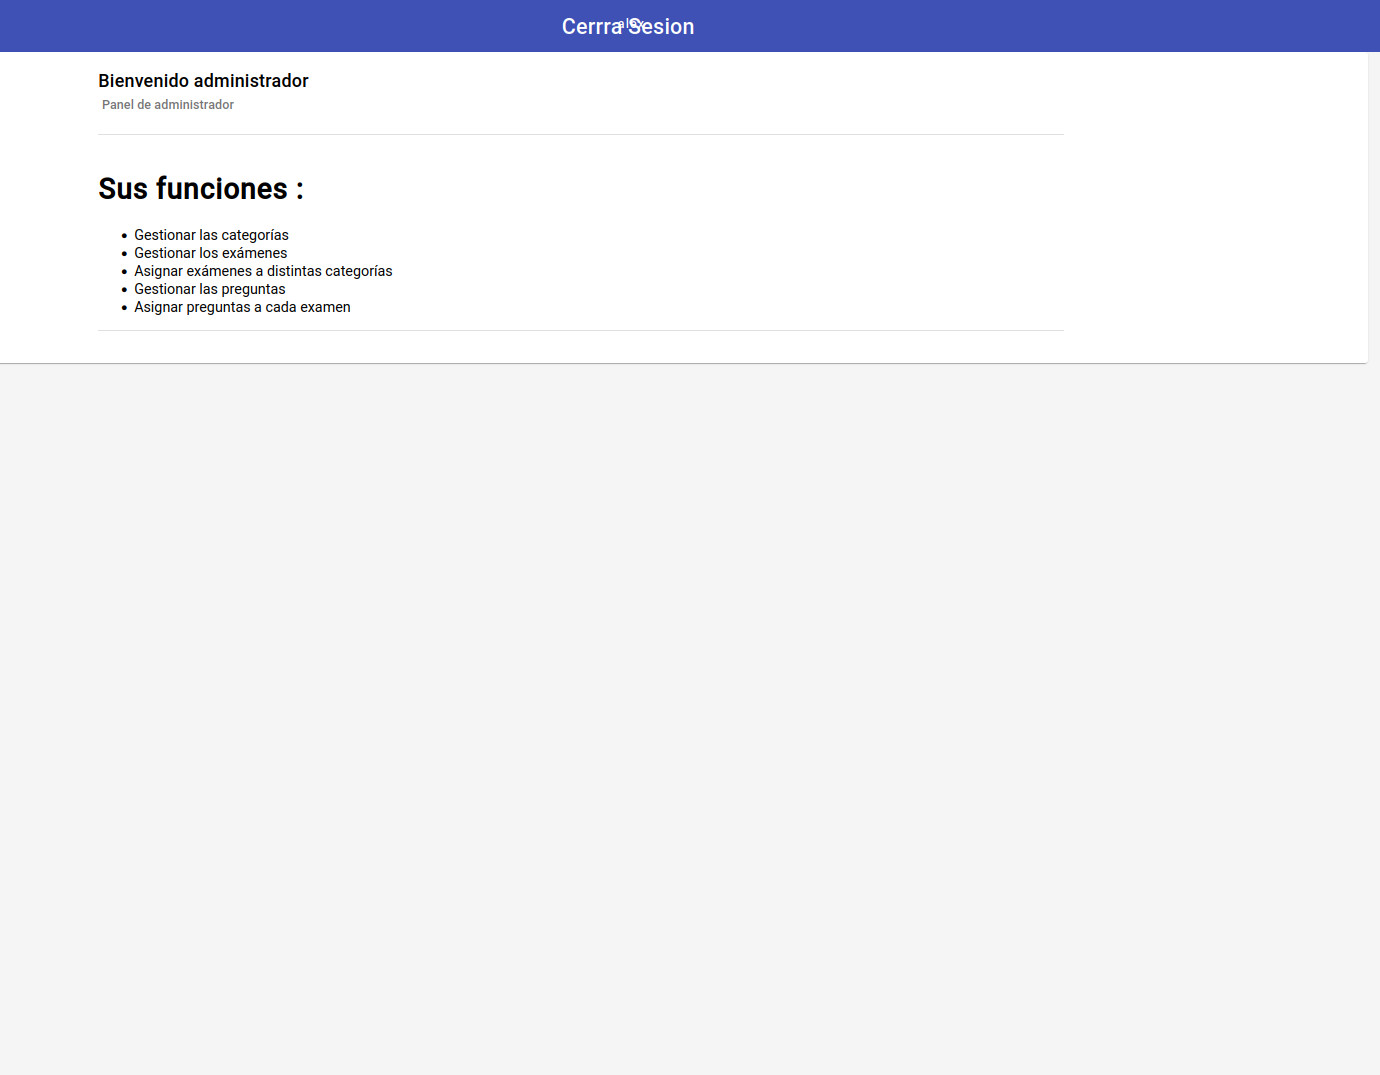 Cerrra Sesion
alex
Bienvenido administrador
Panel de administrador
Sus funciones :
Gestionar las categorías
Gestionar los exámenes
Asignar exámenes a distintas categorías
Gestionar las preguntas
Asignar preguntas a cada examen